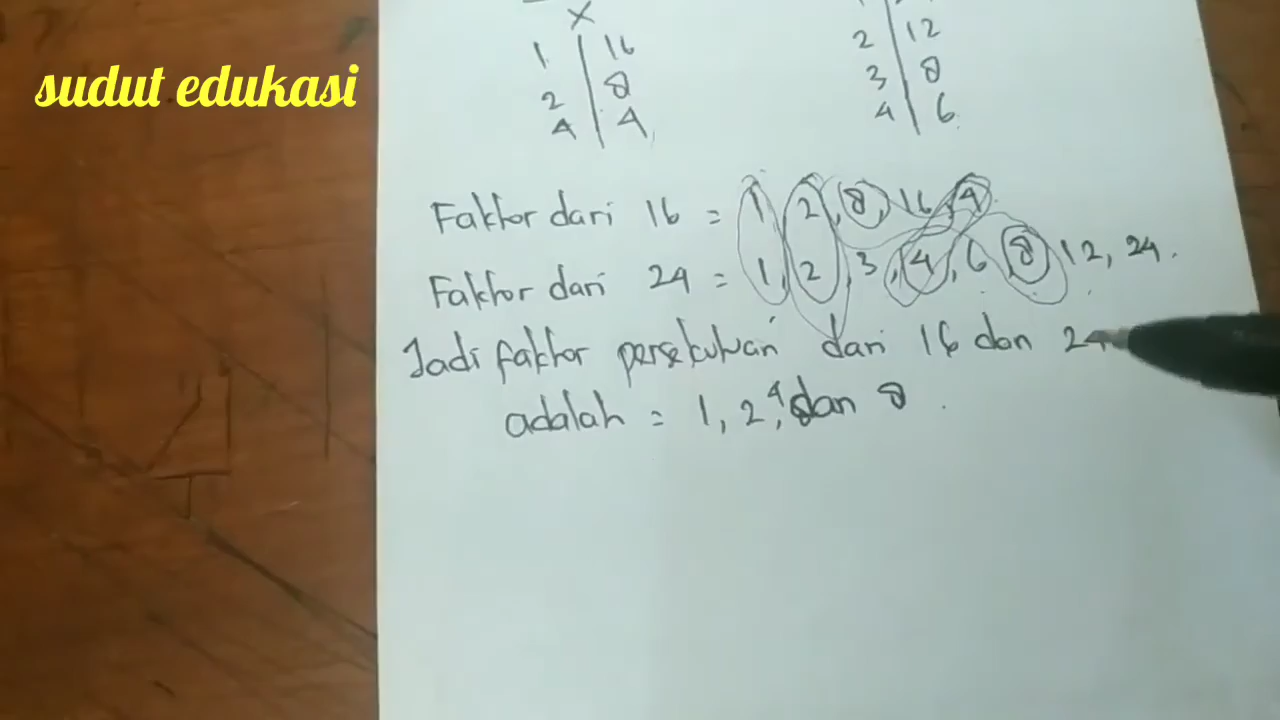 sudut edukasi
X
1 | 16
2 | 8
4 | 4
2 | 12
3 | 8
4 | 6
Faktor dari 16 = 1, 2, 8, 16, 4
Faktor dari 24 = 1, 2, 3, 4, 6 8 12, 24.
Jadi faktor persekutuan dari 16 dan 24
adalah = 1, 2, 4, dan 8.